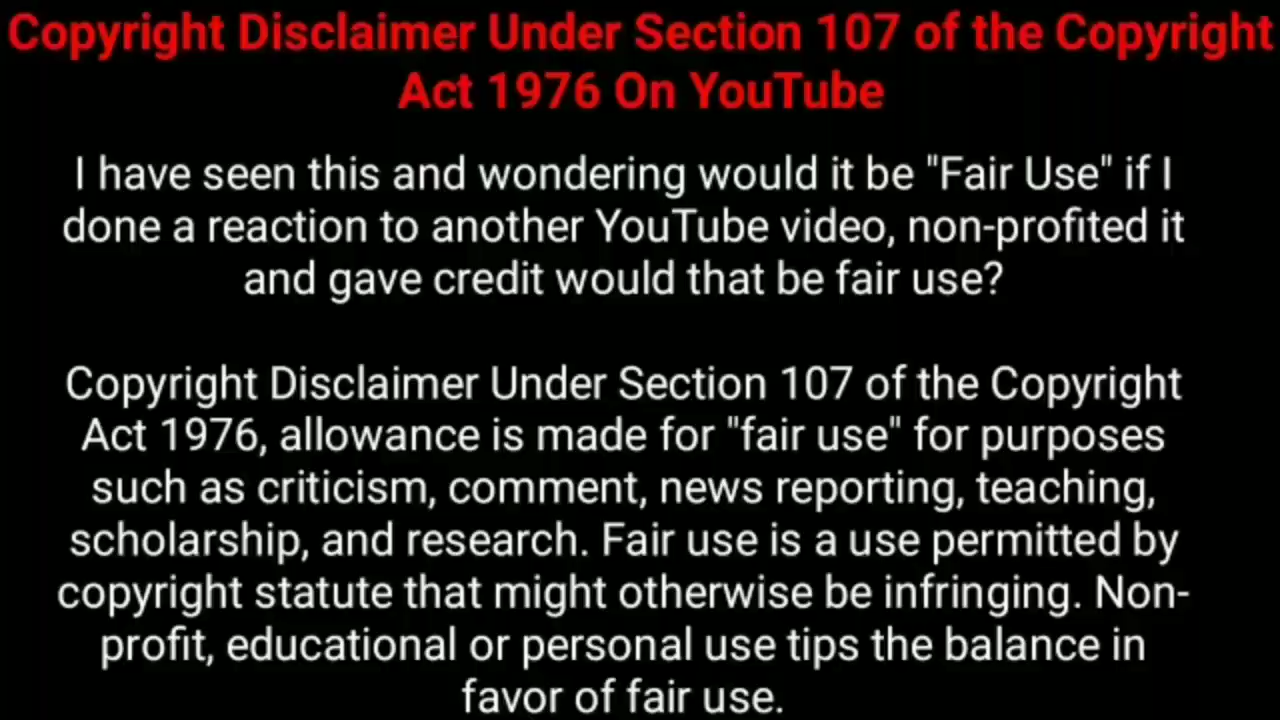 Copyright Disclaimer Under Section 107 of the Copyright
Act 1976 On YouTube
I have seen this and wondering would it be "Fair Use" if I
done a reaction to another YouTube video, non-profited it
and gave credit would that be fair use?
Copyright Disclaimer Under Section 107 of the Copyright
Act 1976, allowance is made for "fair use" for purposes
such as criticism, comment, news reporting, teaching,
scholarship, and research. Fair use is a use permitted by
copyright statute that might otherwise be infringing. Non-
profit, educational or personal use tips the balance in
favor of fair use.